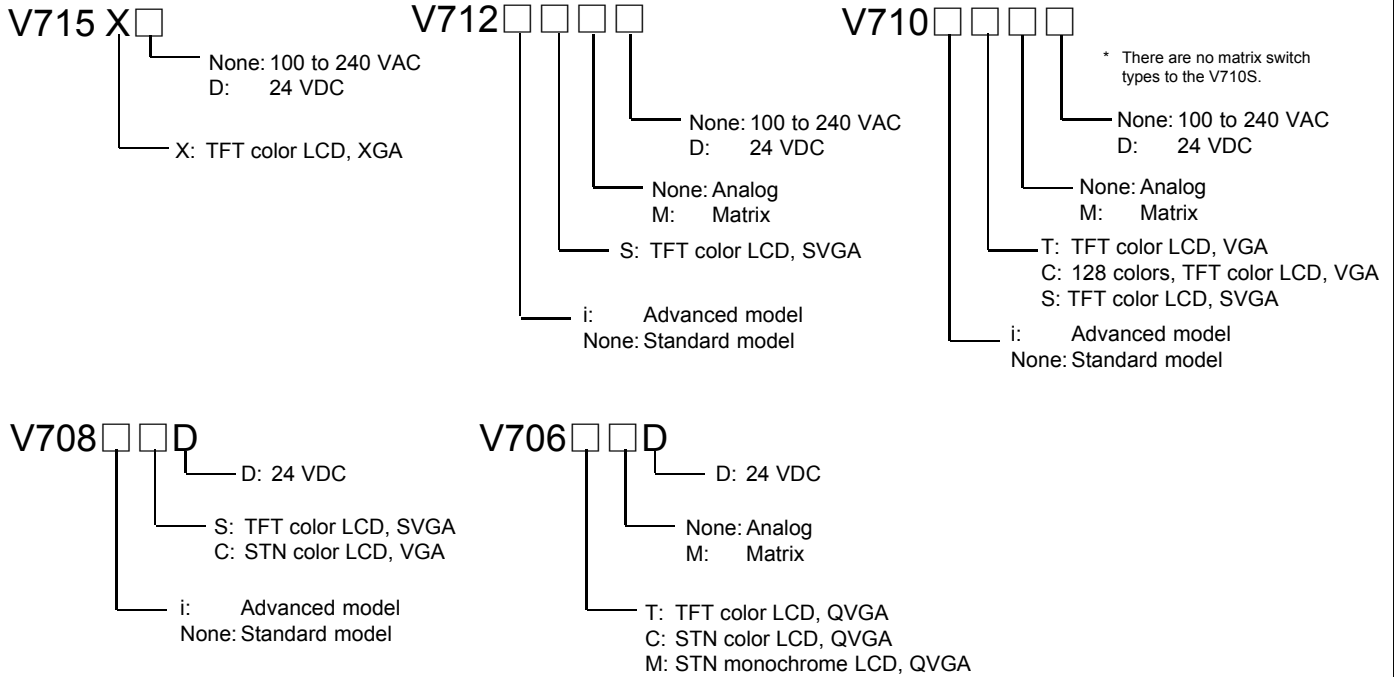 V715 X□
None: 100 to 240 VAC
D: 24 VDC
X: TFT color LCD, XGA
V712□ □ □ □
None: 100 to 240 VAC
D: 24 VDC
None: Analog
M: Matrix
S: TFT color LCD, SVGA
i: Advanced model
None: Standard model
V710□ □ □ □
* There are no matrix switch
types to the V710S.
None: 100 to 240 VAC
D: 24 VDC
None: Analog
M: Matrix
T: TFT color LCD, VGA
C: 128 colors, TFT color LCD, VGA
S: TFT color LCD, SVGA
i: Advanced model
None: Standard model
V708□ □D
D: 24 VDC
S: TFT color LCD, SVGA
C: STN color LCD, VGA
i: Advanced model
None: Standard model
V706□ □D
D: 24 VDC
None: Analog
M: Matrix
T: TFT color LCD, QVGA
C: STN color LCD, QVGA
M: STN monochrome LCD, QVGA